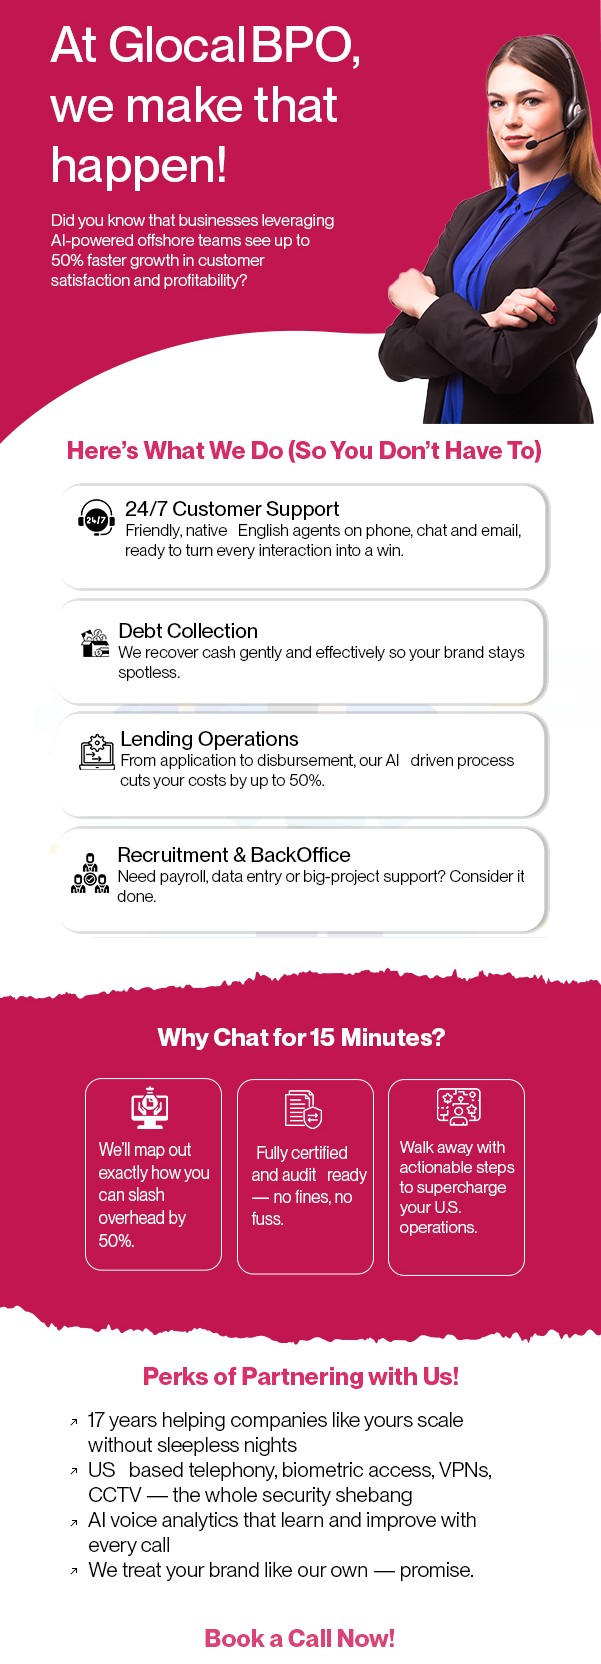 At GlocalBPO,
we make that
happen!
Did you know that businesses leveraging
AI-powered offshore teams see up to
50% faster growth in customer
satisfaction and profitability?
Here's What We Do (So You Don't Have To)
24/7
24/7 Customer Support
Friendly, native English agents on phone, chat and email,
ready to turn every interaction into a win.
Debt Collection
We recover cash gently and effectively so your brand stays
spotless.
Lending Operations
From application to disbursement, our AI driven process
cuts your costs by up to 50%.
Recruitment & BackOffice
Need payroll, data entry or big-project support? Consider it
done.
Why Chat for 15 Minutes?
We'll map out
exactly how you
can slash
overhead by
50%.
Fully certified
and audit ready
— no fines, no
fuss.
Walk away with
actionable steps
to supercharge
your U.S.
operations.
Perks of Partnering with Us!
17 years helping companies like yours scale
without sleepless nights
US based telephony, biometric access, VPNs,
CCTV — the whole security shebang
AI voice analytics that learn and improve with
every call
We treat your brand like our own — promise.
Book a Call Now!